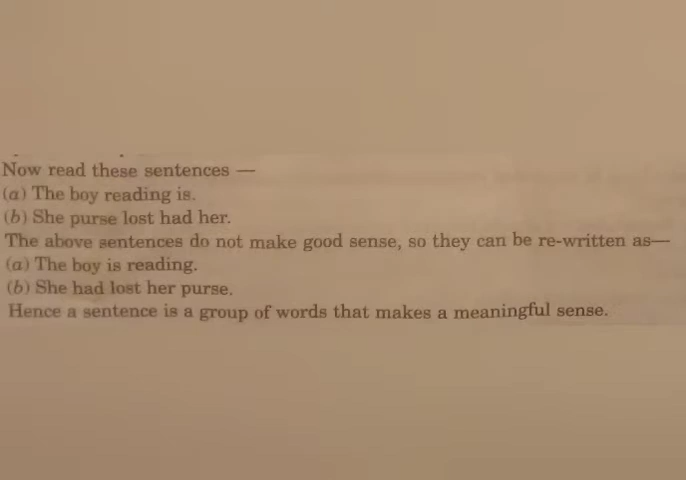 Now read these sentences —
(a) The boy reading is.
(b) She purse lost had her.
The above sentences do not make good sense, so they can be re-written as—
(a) The boy is reading.
(b) She had lost her purse.
Hence a sentence is a group of words that makes a meaningful sense.